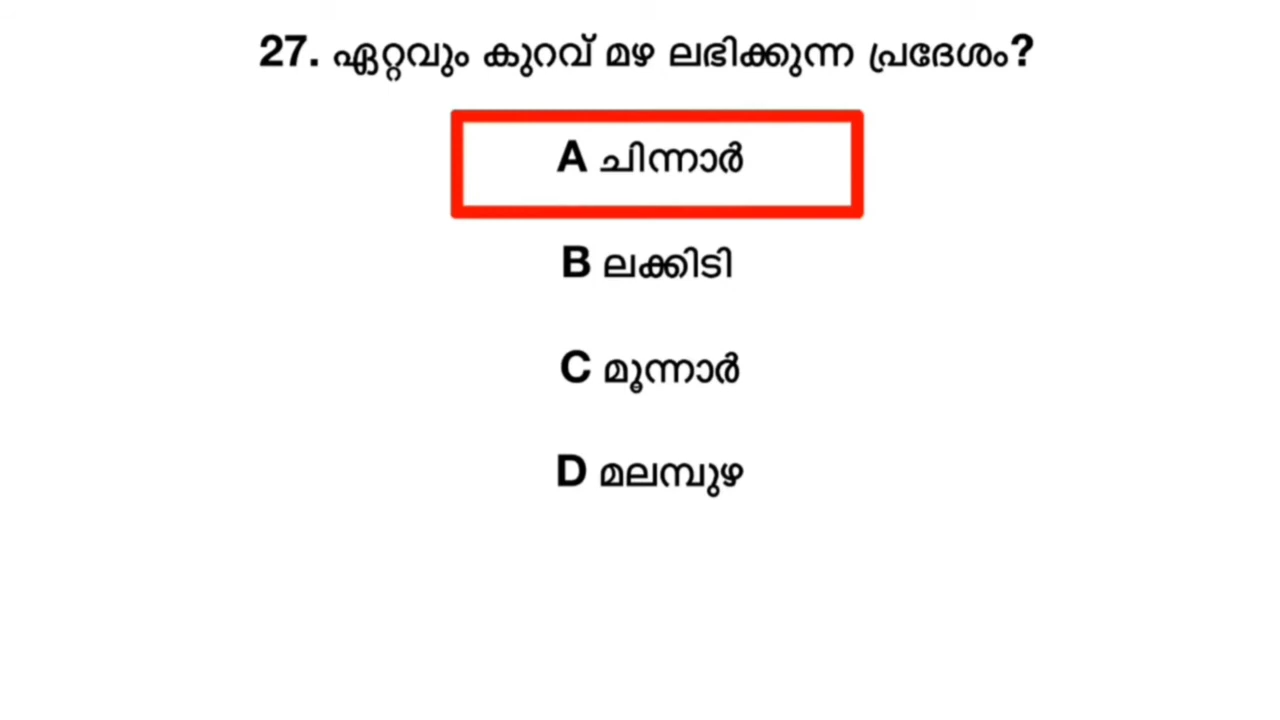 27. ഏറ്റവും കുറവ് മഴ ലഭിക്കുന്ന പ്രദേശം?
A ചിന്നാർ
B ലക്കിടി
C മൂന്നാർ
D മലമ്പുഴ